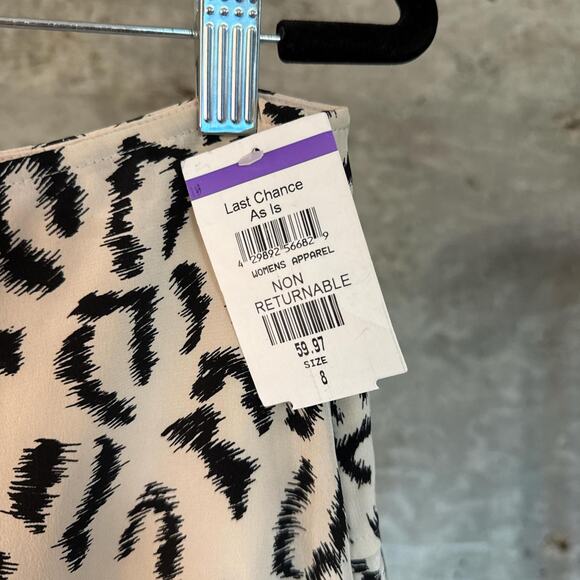 Last Chance
As Is
4 29892 56682 9
WOMENS APPAREL
NON
RETURNABLE
59.97
SIZE
8